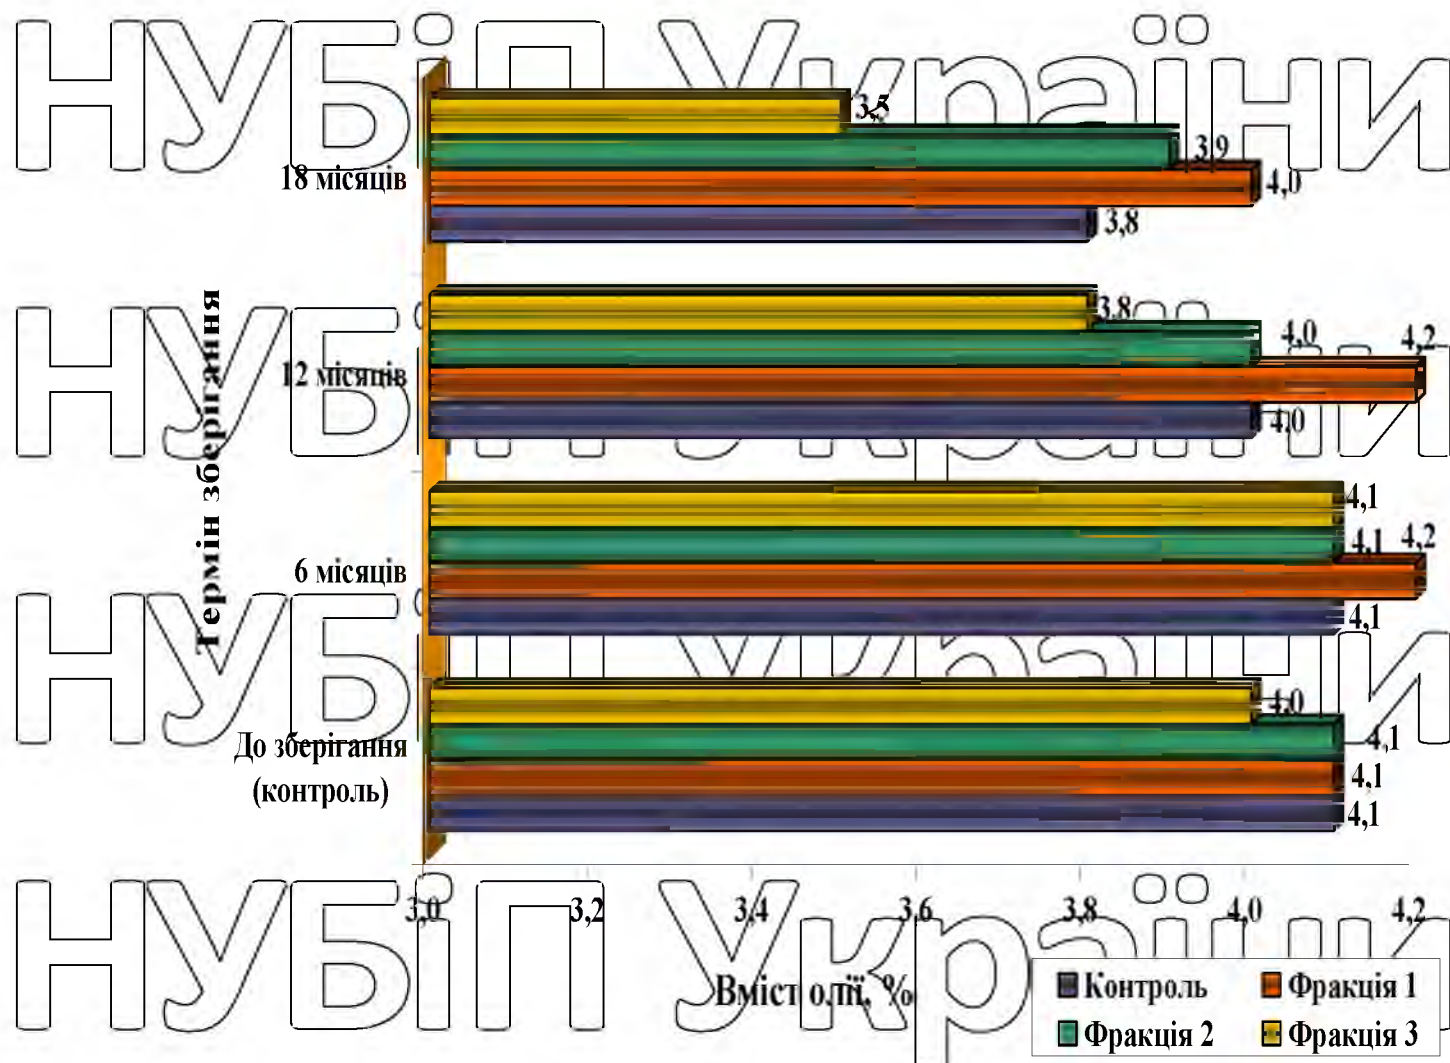 НУБіП України
3,5
3,9
18 місяців
4,0
3,8
НУБіП України
3,8
4,0
4,2
12 місяців
4,0
Термін зберігання
4,1
4,1
4,2
6 місяців
4,1
НУБіП України
4,0
До зберігання
(контроль)
4,1
4,1
4,1
НУБіП України
3,0 3,2 3,4 3,6 3,8 4,0 4,2
Вміст олії, %
Контроль Фракція 1
Фракція 2 Фракція 3